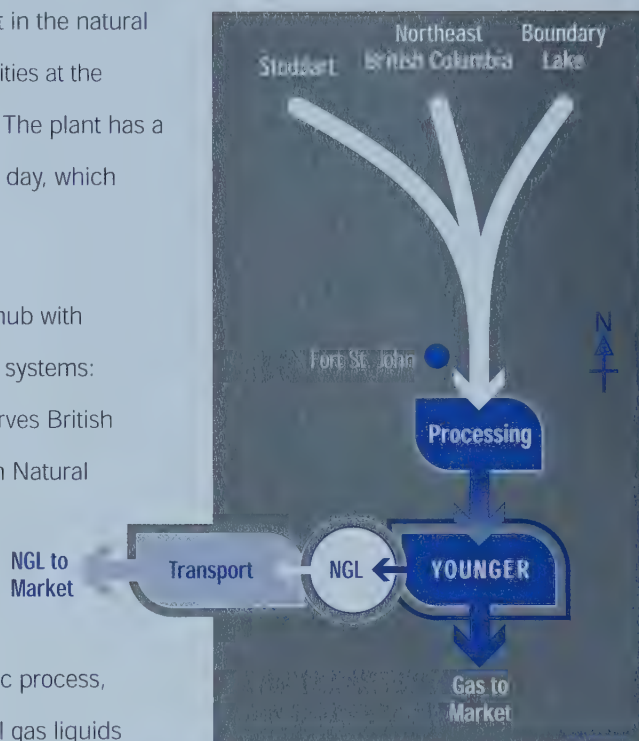 t in the natural
ities at the
The plant has a
day, which
hub with
systems:
rves British
n Natural
c process,
l gas liquids
Stoddart
Northeast
British Columbia
Boundary
Lake
Fort St. John
N
Processing
YOUNGER
NGL
Transport
NGL to
Market
Gas to
Market